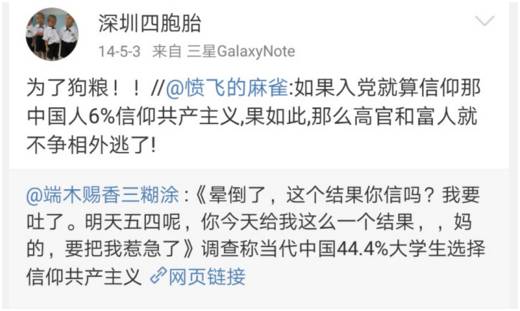 深圳四胞胎
14-5-3 来自 三星GalaxyNote
为了狗粮！！//@愤飞的麻雀:如果入党就算信仰那
中国人6%信仰共产主义,果如此,那么高官和富人就
不争相外逃了!
@端木赐香三糊涂:《晕倒了，这个结果你信吗？我要
吐了。明天五四呢，你今天给我这么一个结果，，妈
的，要把我惹急了》调查称当代中国44.4%大学生选择
信仰共产主义 网页链接